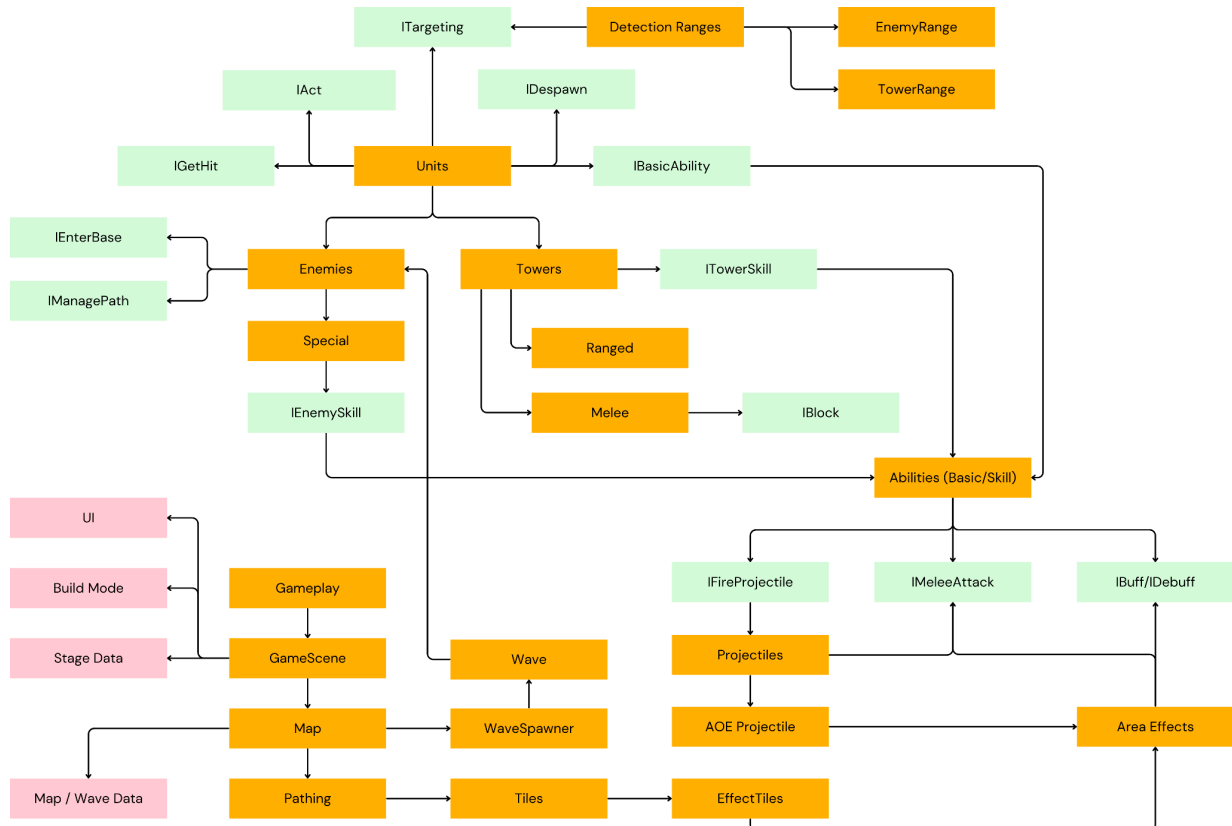 ITargeting
Detection Ranges
EnemyRange
IAct
IDespawn
TowerRange
IGetHit
Units
IBasicAbility
IEnterBase
Enemies
Towers
ITowerSkill
IManagePath
Special
Ranged
IEnemySkill
Melee
IBlock
Abilities (Basic/Skill)
UI
Build Mode
Gameplay
IFireProjectile
IMeleeAttack
IBuff/IDebuff
Stage Data
GameScene
Wave
Projectiles
Map
WaveSpawner
AOE Projectile
Area Effects
Map / Wave Data
Pathing
Tiles
EffectTiles